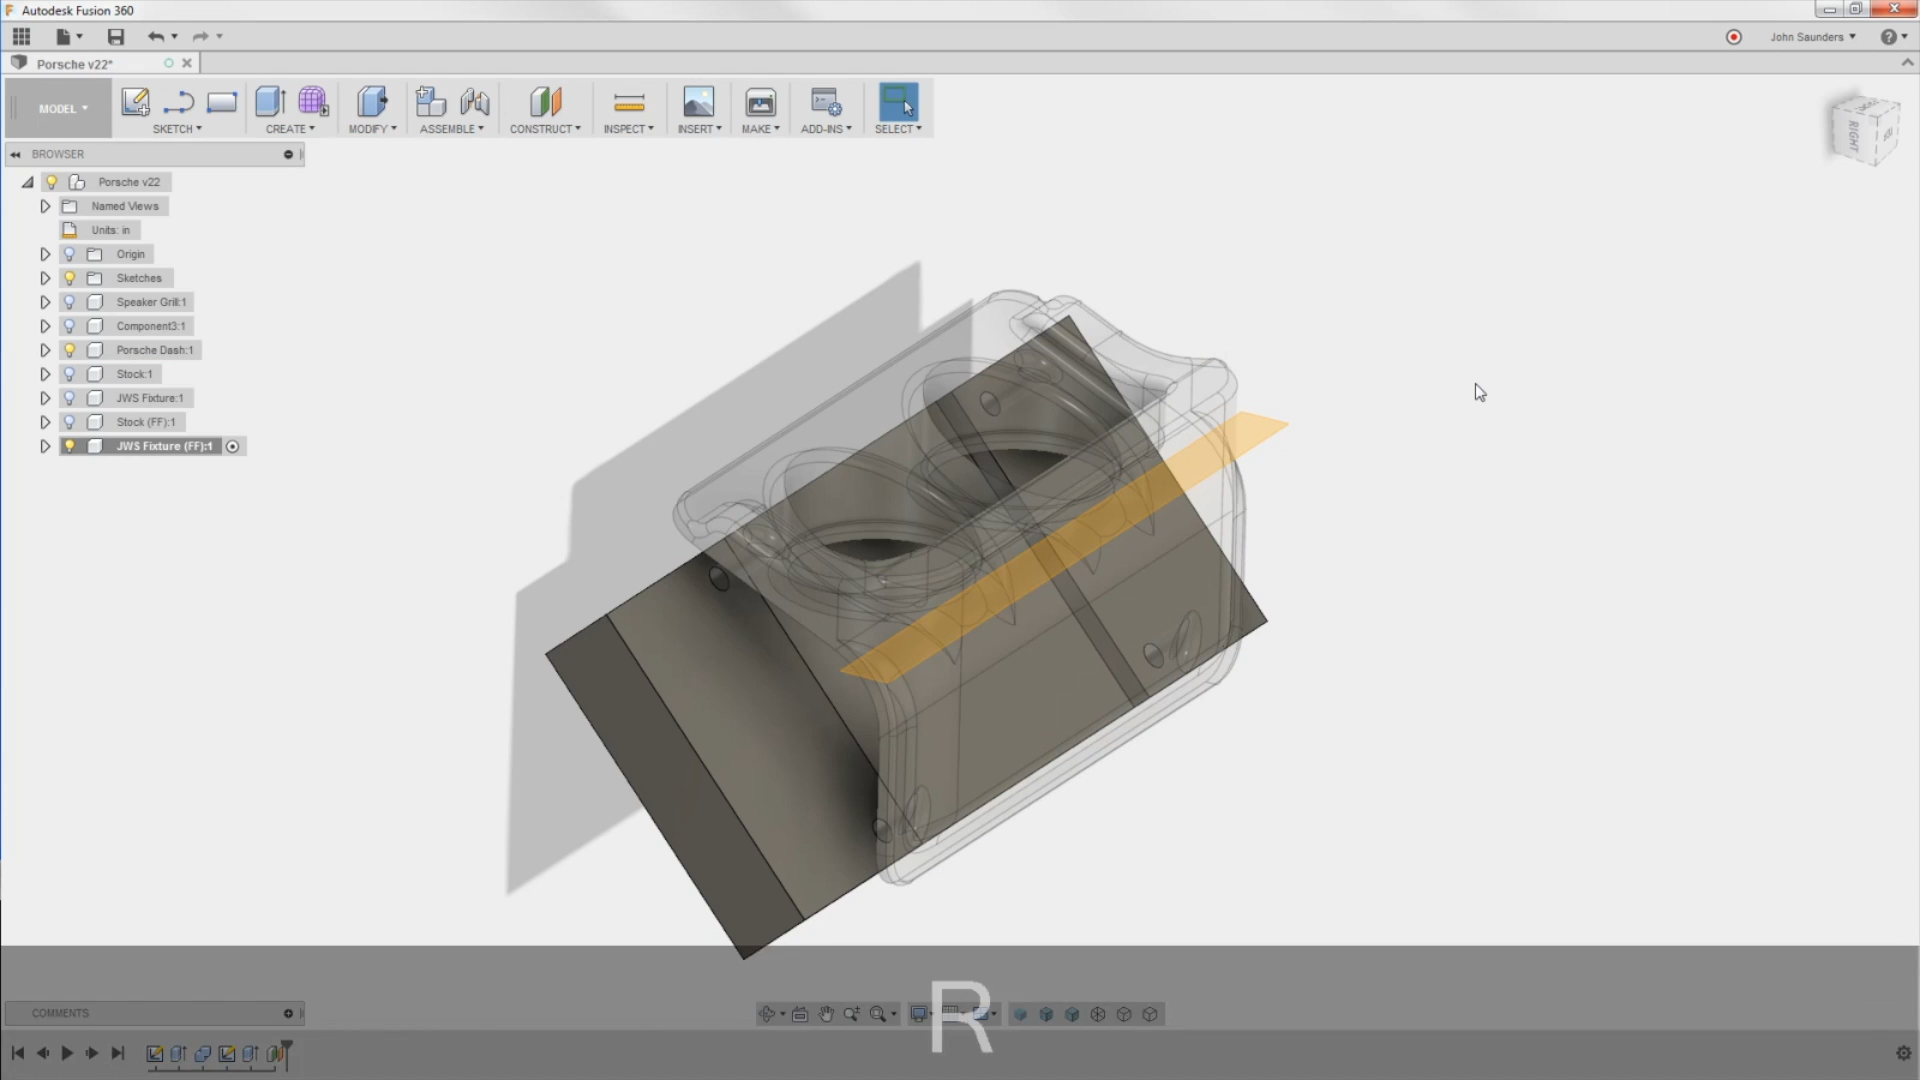 Autodesk Fusion 360
John Saunders
Porsche v22*
MODEL
SKETCH
CREATE
MODIFY
ASSEMBLE
CONSTRUCT
INSPECT
INSERT
MAKE
ADD-INS
SELECT
RIGHT
BROWSER
Porsche v22
Named Views
Units: in
Origin
Sketches
Speaker Grill:1
Component3:1
Porsche Dash:1
Stock:1
JWS Fixture:1
Stock (FF):1
JWS Fixture (FF):1
COMMENTS
R